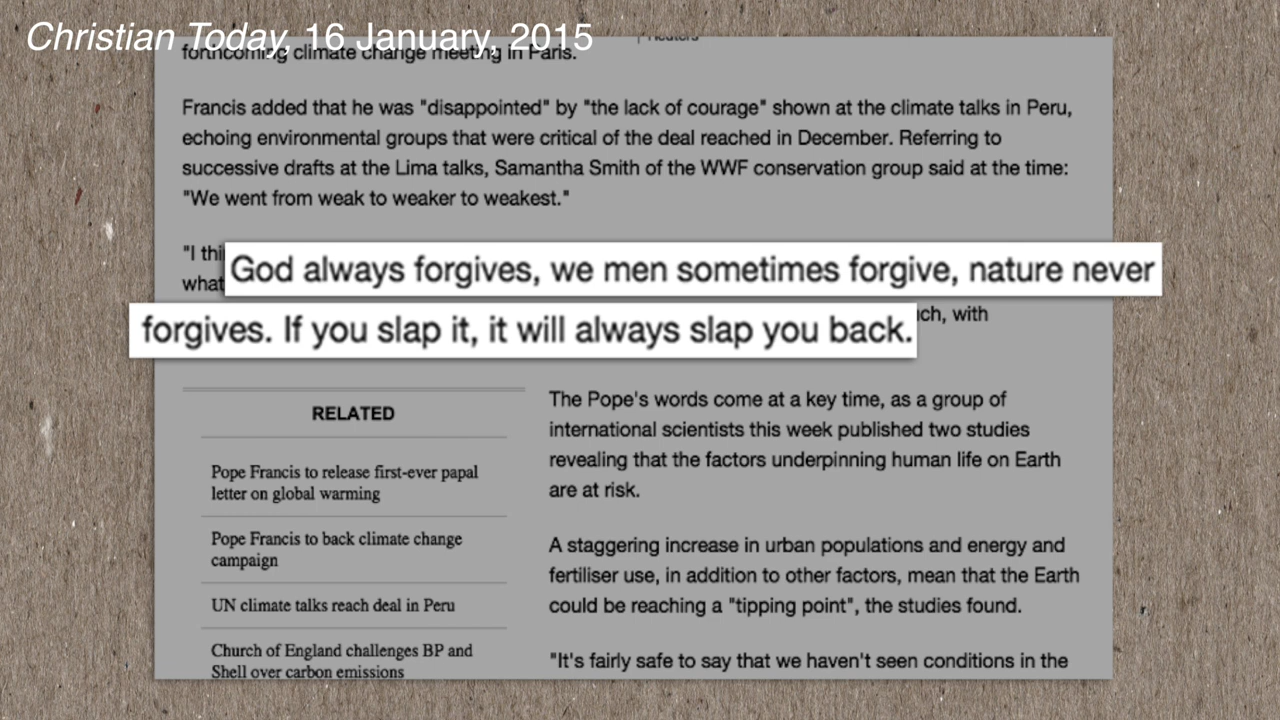 Christian Today, 16 January, 2015
forthcoming climate change meeting in Paris.
Francis added that he was "disappointed" by "the lack of courage" shown at the climate talks in Peru,
echoing environmental groups that were critical of the deal reached in December. Referring to
successive drafts at the Lima talks, Samantha Smith of the WWF conservation group said at the time:
"We went from weak to weaker to weakest."
"I
God always forgives, we men sometimes forgive, nature never
what
forgives. If you slap it, it will always slap you back.
with
RELATED
Pope Francis to release first-ever papal
letter on global warming
Pope Francis to back climate change
campaign
UN climate talks reach deal in Peru
Church of England challenges BP and
Shell over carbon emissions
The Pope's words come at a key time, as a group of
international scientists this week published two studies
revealing that the factors underpinning human life on Earth
are at risk.
A staggering increase in urban populations and energy and
fertiliser use, in addition to other factors, mean that the Earth
could be reaching a "tipping point", the studies found.
"It's fairly safe to say that we haven't seen conditions in the